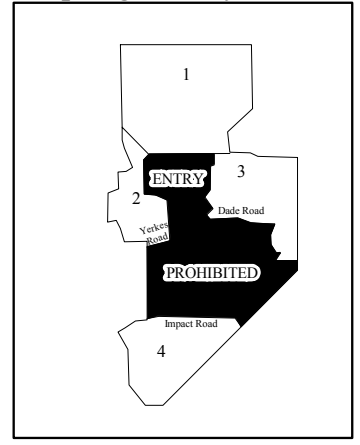 1
ENTRY
3
2
Dade Road
Yerkes
Road
PROHIBITED
Impact Road
4